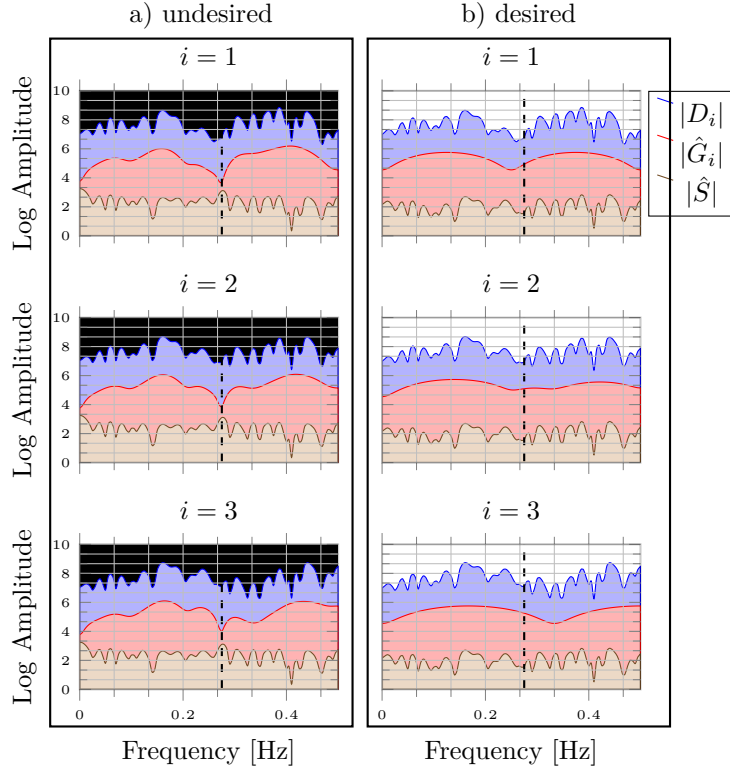 a) undesired
b) desired
i = 1
i = 1
10
8
6
4
2
0
Log Amplitude
|D_i|
|Ĝ_i|
|Ŝ|
i = 2
i = 2
10
8
6
4
2
0
Log Amplitude
i = 3
i = 3
10
8
6
4
2
0
Log Amplitude
0 0.2 0.4
0 0.2 0.4
Frequency [Hz]
Frequency [Hz]